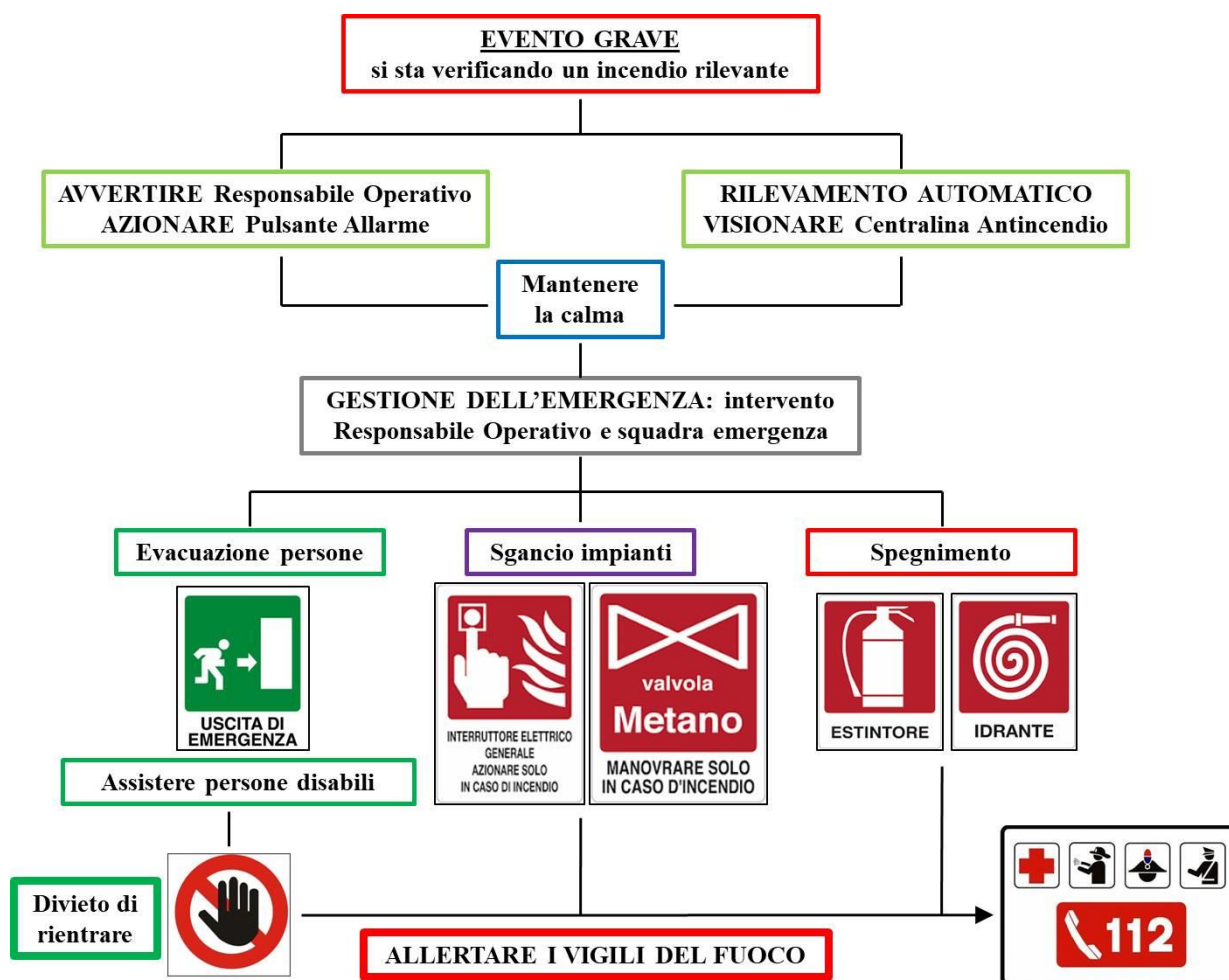 EVENTO GRAVE
si sta verificando un incendio rilevante
AVVERTIRE Responsabile Operativo
AZIONARE Pulsante Allarme
RILEVAMENTO AUTOMATICO
VISIONARE Centralina Antincendio
Mantenere
la calma
GESTIONE DELL’EMERGENZA: intervento
Responsabile Operativo e squadra emergenza
Evacuazione persone
Sgancio impianti
Spegnimento
USCITA DI
EMERGENZA
INTERRUTTORE ELETTRICO
GENERALE
AZIONARE SOLO
IN CASO DI INCENDIO
valvola
Metano
MANOVRARE SOLO
IN CASO D'INCENDIO
ESTINTORE
IDRANTE
Assistere persone disabili
Divieto di
rientrare
112
ALLERTARE I VIGILI DEL FUOCO